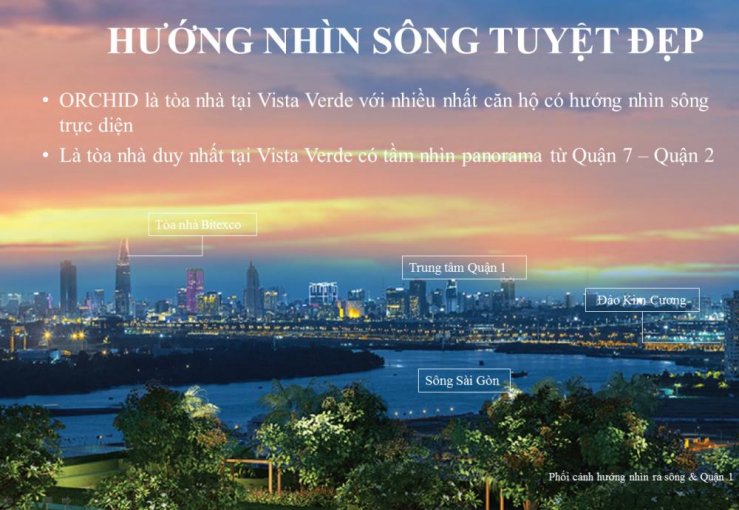 HƯỚNG NHÌN SÔNG TUYỆT ĐẸP
• ORCHID là tòa nhà tại Vista Verde với nhiều nhất căn hộ có hướng nhìn sông
trực diện
• Là tòa nhà duy nhất tại Vista Verde có tầm nhìn panorama từ Quận 7 – Quận 2
Tòa nhà Bitexco
Trung tâm Quận 1
Đảo Kim Cương
Sông Sài Gòn
Phối cảnh hướng nhìn ra sông & Quận 1